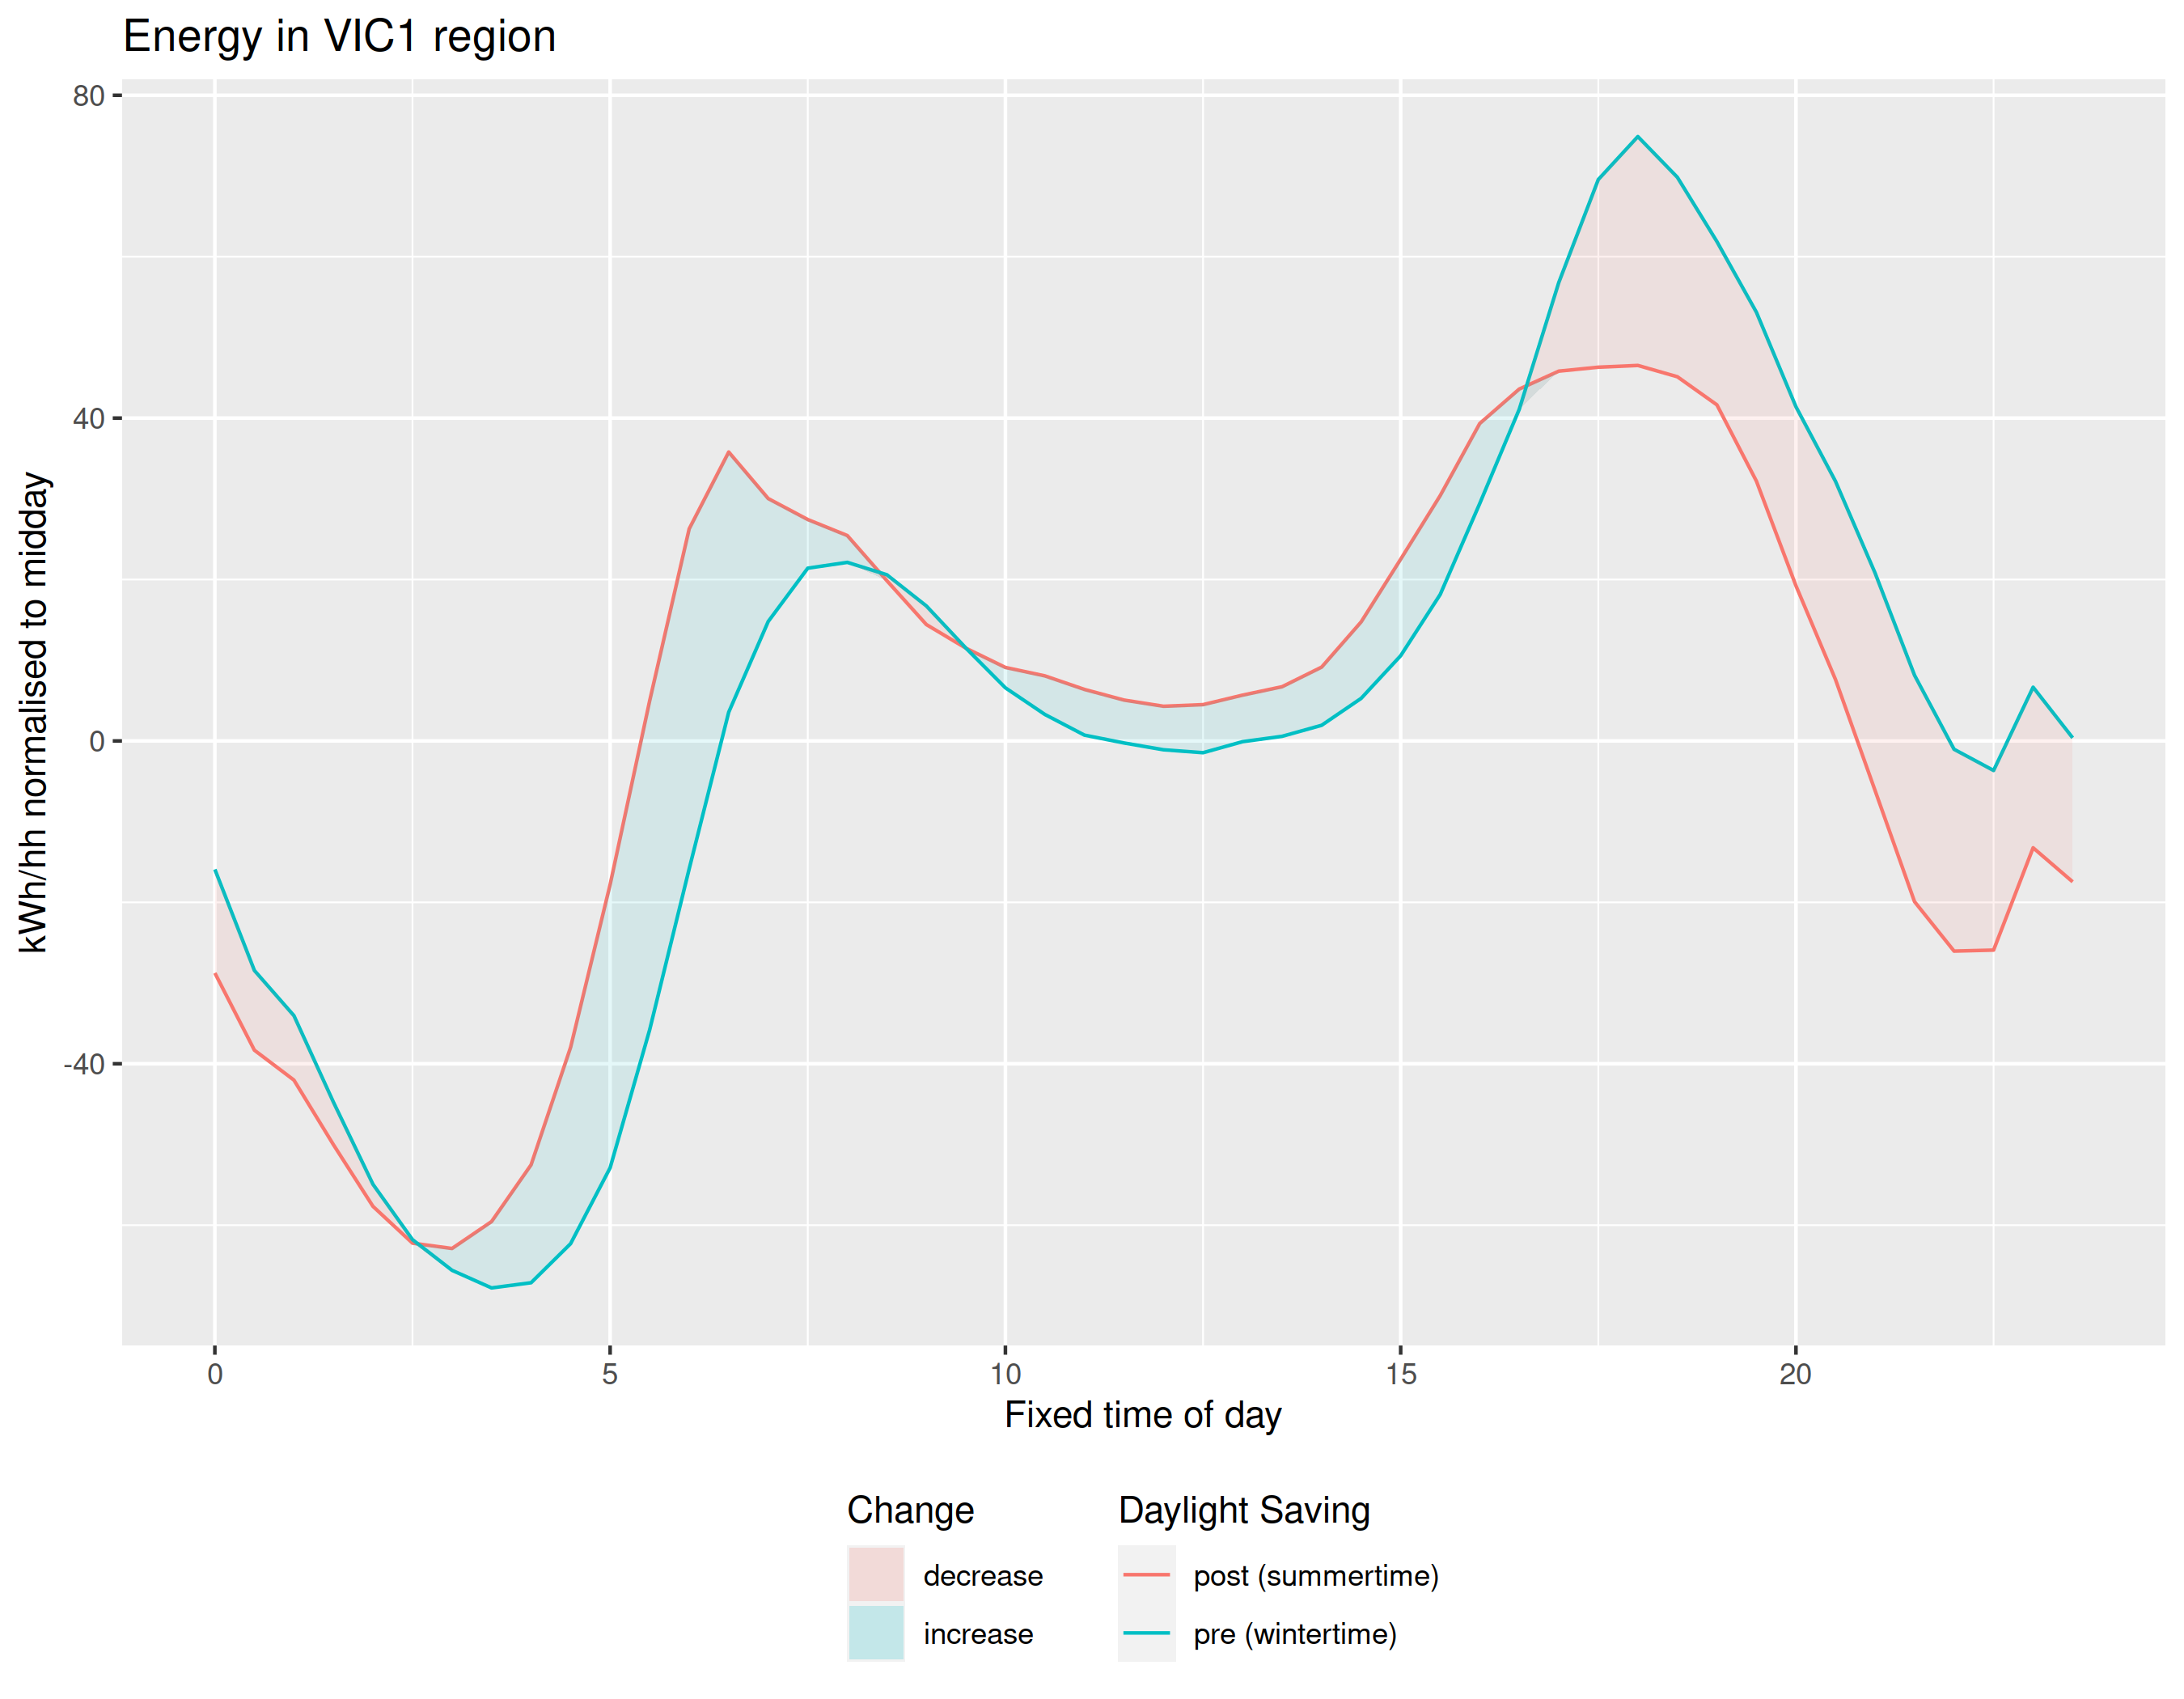 Energy in VIC1 region
kWh/hh normalised to midday
80
40
0
-40
0 5 10 15 20
Fixed time of day
Change
decrease
increase
Daylight Saving
post (summertime)
pre (wintertime)